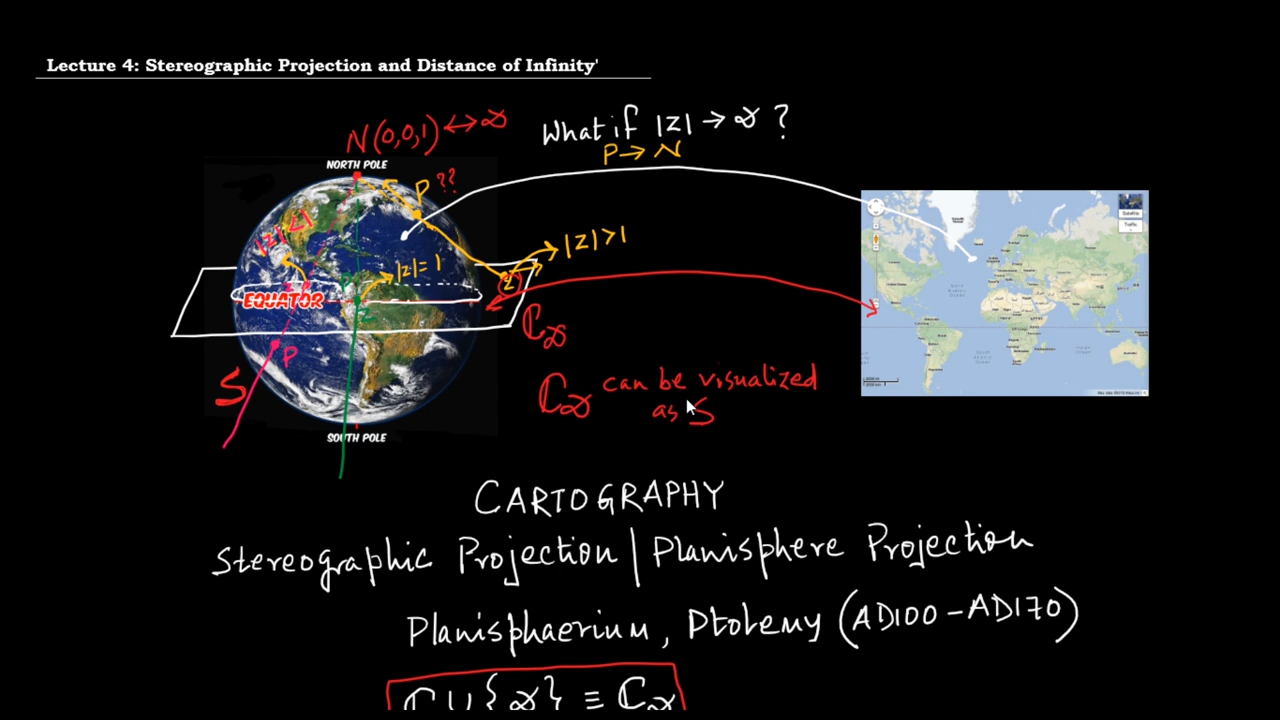 Lecture 4: Stereographic Projection and Distance of Infinity'
N(0,0,1) ↔ ∞
What if |z| → ∞ ?
P → N
NORTH POLE
P ??
|z|<1
|z|>1
|z|=1
z
EQUATOR
ℂ∞
P
S
ℂ∞ can be visualized
as S
SOUTH POLE
CARTOGRAPHY
Stereographic Projection | Planisphere Projection
Planisphaerium, Ptolemy (AD100 – AD170)
ℂ ∪ {∞} ≡ ℂ∞